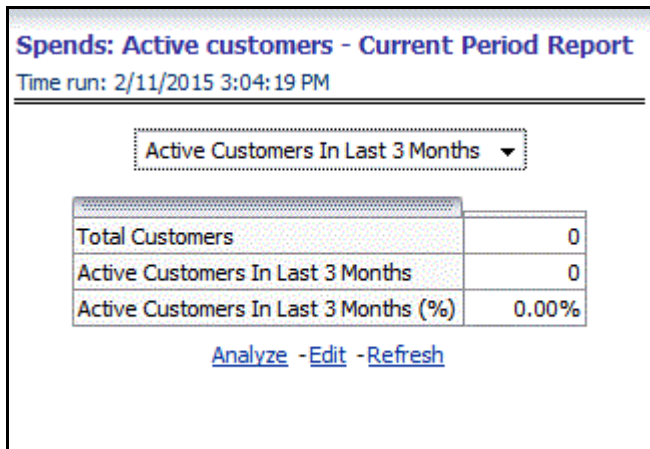 Spends: Active customers - Current Period Report
Time run: 2/11/2015 3:04:19 PM
Active Customers In Last 3 Months
Total Customers 0
Active Customers In Last 3 Months 0
Active Customers In Last 3 Months (%) 0.00%
Analyze - Edit - Refresh